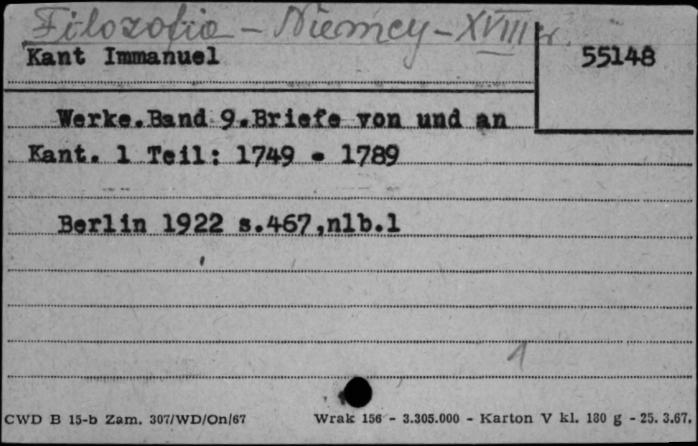 Filozofia - Niemcy - XVIII w.
Kant Immanuel
55148
Werke.Band 9.Briefe von und an
Kant. 1 Teil: 1749 - 1789
Berlin 1922 s.467,nlb.1
1
CWD B 15-b Zam. 307/WD/On/67 Wrak 156 - 3.305.000 - Karton V kl. 180 g - 25. 3.67.